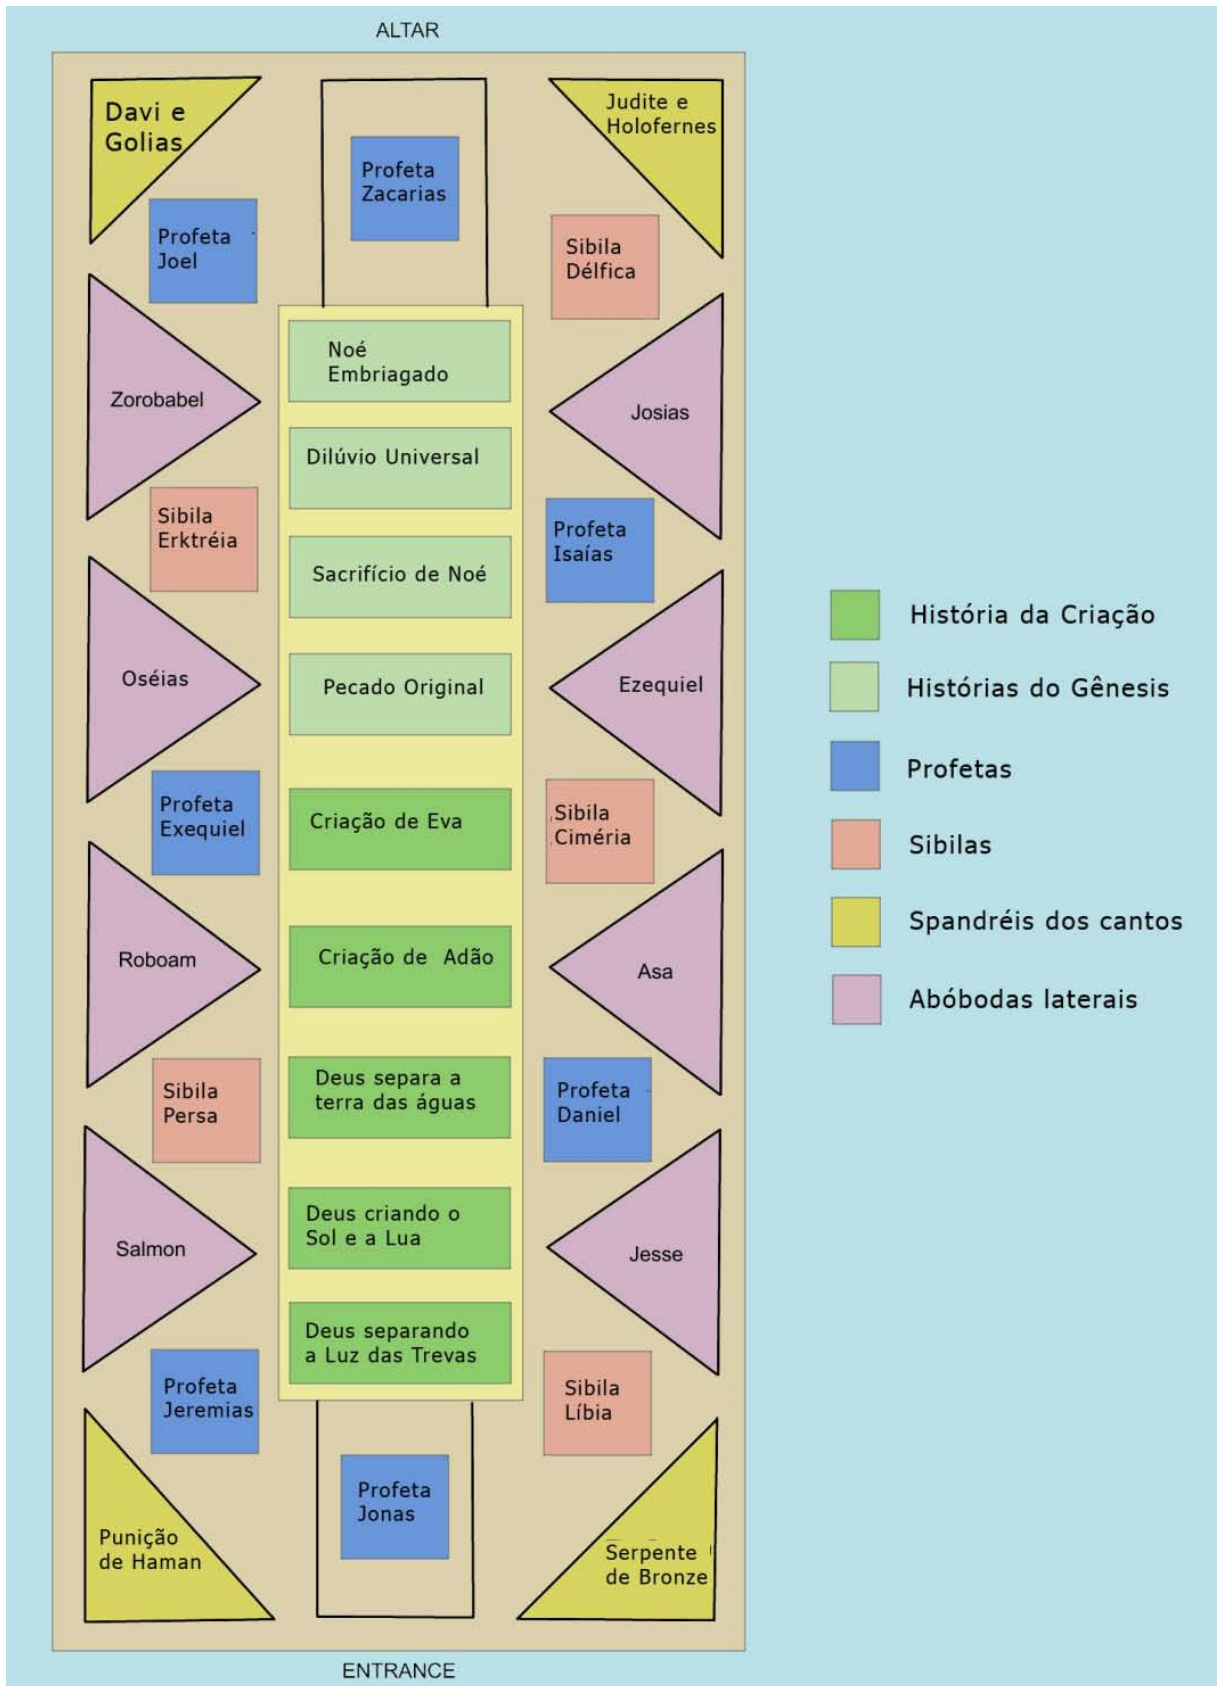 ALTAR
Davi e
Golias
Judite e
Holofernes
Profeta
Zacarias
Profeta
Joel
Sibila
Délfica
Noé
Embriagado
Zorobabel
Josias
Dilúvio Universal
Sibila
Erktréia
Profeta
Isaías
Sacrifício de Noé
Oséias
Pecado Original
Ezequiel
Profeta
Exequiel
Criação de Eva
Sibila
Ciméria
Roboam
Criação de Adão
Asa
Sibila
Persa
Deus separa a
terra das águas
Profeta
Daniel
Salmon
Deus criando o
Sol e a Lua
Jesse
Deus separando
a Luz das Trevas
Profeta
Jeremias
Sibila
Líbia
Profeta
Jonas
Punição
de Haman
Serpente
de Bronze
ENTRANCE
História da Criação
Histórias do Gênesis
Profetas
Sibilas
Spandréis dos cantos
Abóbodas laterais